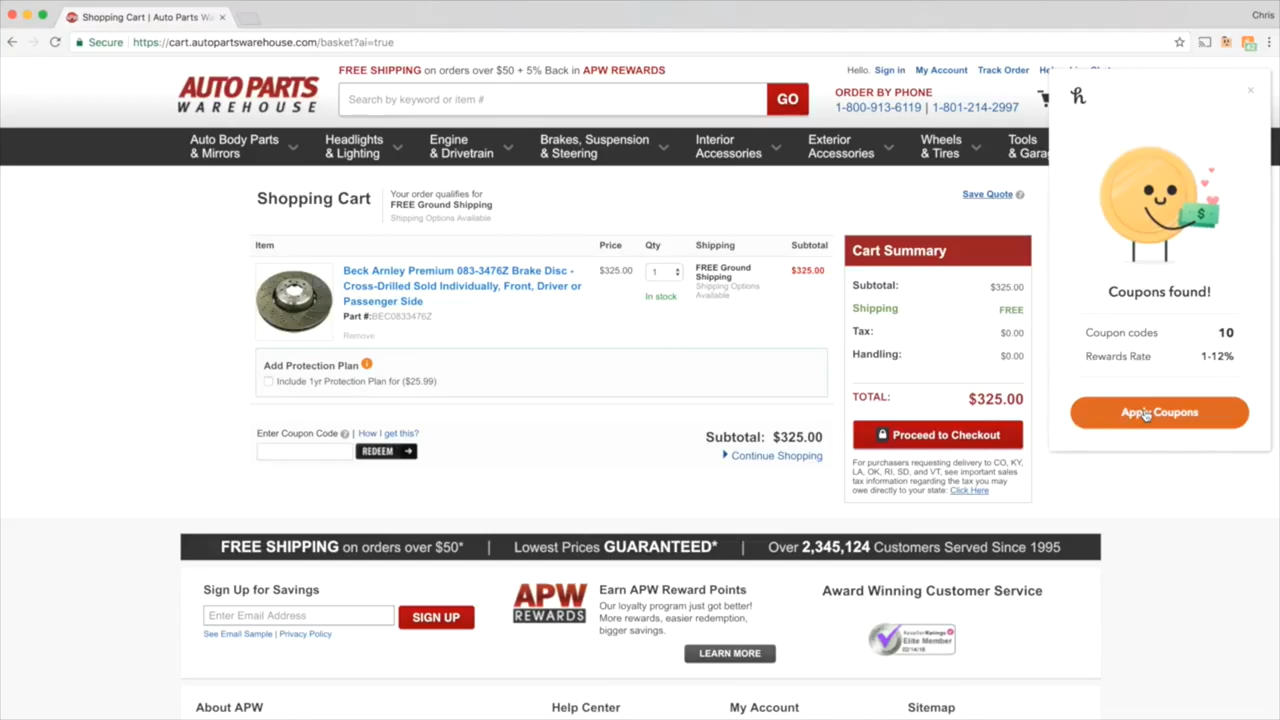 Shopping Cart | Auto Parts Wa
Chris
Secure
https://cart.autopartswarehouse.com/basket?ai=true
42
AUTO PARTS
WAREHOUSE
FREE SHIPPING on orders over $50 + 5% Back in APW REWARDS
Hello. Sign in My Account Track Order
Search by keyword or item #
GO
ORDER BY PHONE
1-800-913-6119 | 1-801-214-2997
Auto Body Parts
& Mirrors
Headlights
& Lighting
Engine
& Drivetrain
Brakes, Suspension
& Steering
Interior
Accessories
Exterior
Accessories
Wheels
& Tires
Tools
& Garag
Shopping Cart
Your order qualifies for
FREE Ground Shipping
Shipping Options Available
Save Quote ?
Item Price Qty Shipping Subtotal
Beck Arnley Premium 083-3476Z Brake Disc -
Cross-Drilled Sold Individually, Front, Driver or
Passenger Side
Part #:BEC0833476Z
Remove
$325.00
1
In stock
FREE Ground
Shipping
Shipping Options
Available
$325.00
Add Protection Plan i
Include 1yr Protection Plan for ($25.99)
Enter Coupon Code ? | How I get this?
REDEEM
Subtotal: $325.00
Continue Shopping
Cart Summary
Subtotal: $325.00
Shipping FREE
Tax: $0.00
Handling: $0.00
TOTAL: $325.00
Proceed to Checkout
For purchasers requesting delivery to CO, KY,
LA, OK, RI, SD, and VT, see important sales
tax information regarding the tax you may
owe directly to your state: Click Here
h
$
Coupons found!
Coupon codes 10
Rewards Rate 1-12%
Apply Coupons
FREE SHIPPING on orders over $50* | Lowest Prices GUARANTEED* | Over 2,345,124 Customers Served Since 1995
Sign Up for Savings
Enter Email Address
SIGN UP
See Email Sample | Privacy Policy
APW
REWARDS
Earn APW Reward Points
Our loyalty program just got better!
More rewards, easier redemption,
bigger savings.
LEARN MORE
Award Winning Customer Service
ResellerRatings
Elite Member
02/14/18
About APW
Help Center
My Account
Sitemap